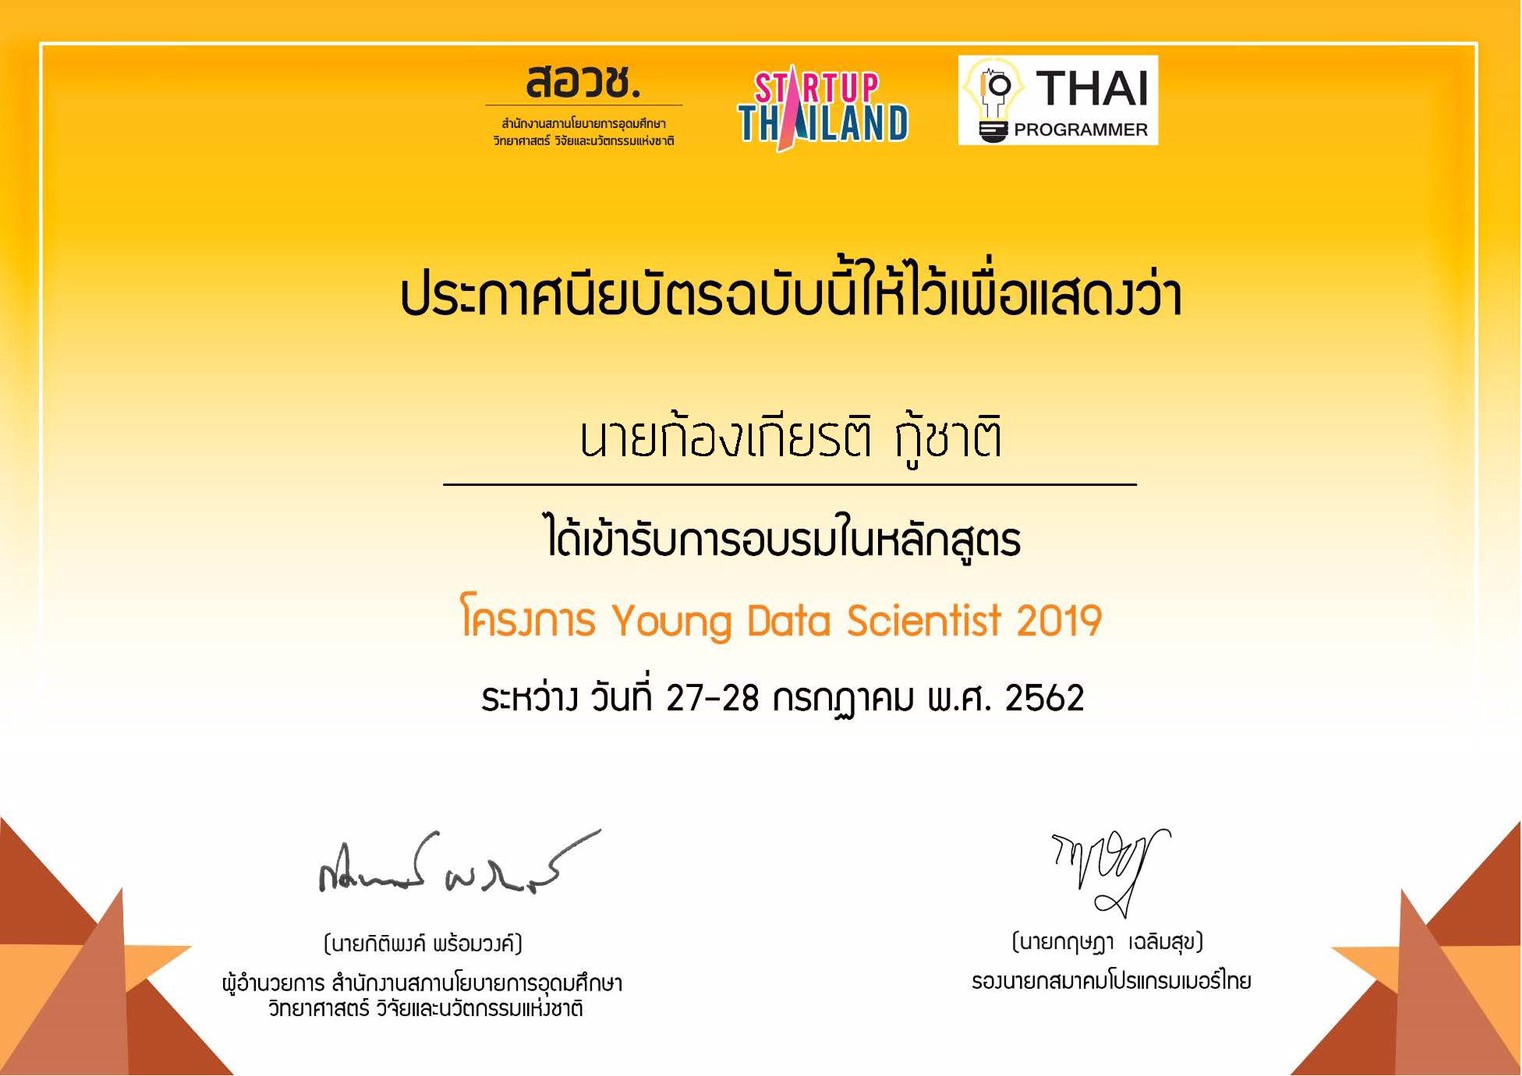 สอวช.
สำนักงานสภานโยบายการอุดมศึกษา
วิทยาศาสตร์ วิจัยและนวัตกรรมแห่งชาติ
STARTUP
THAILAND
THAI
PROGRAMMER
ประกาศนียบัตรฉบับนี้ให้ไว้เพื่อแสดงว่า
นายก้องเกียรติ กู้ชาติ
ได้เข้ารับการอบรมในหลักสูตร
โครงการ Young Data Scientist 2019
ระหว่าง วันที่ 27-28 กรกฎาคม พ.ศ. 2562
(นายกิติพงค์ พร้อมวงค์)
ผู้อำนวยการ สำนักงานสภานโยบายการอุดมศึกษา
วิทยาศาสตร์ วิจัยและนวัตกรรมแห่งชาติ
(นายกฤษฎา เฉลิมสุข)
รองนายกสมาคมโปรแกรมเมอร์ไทย